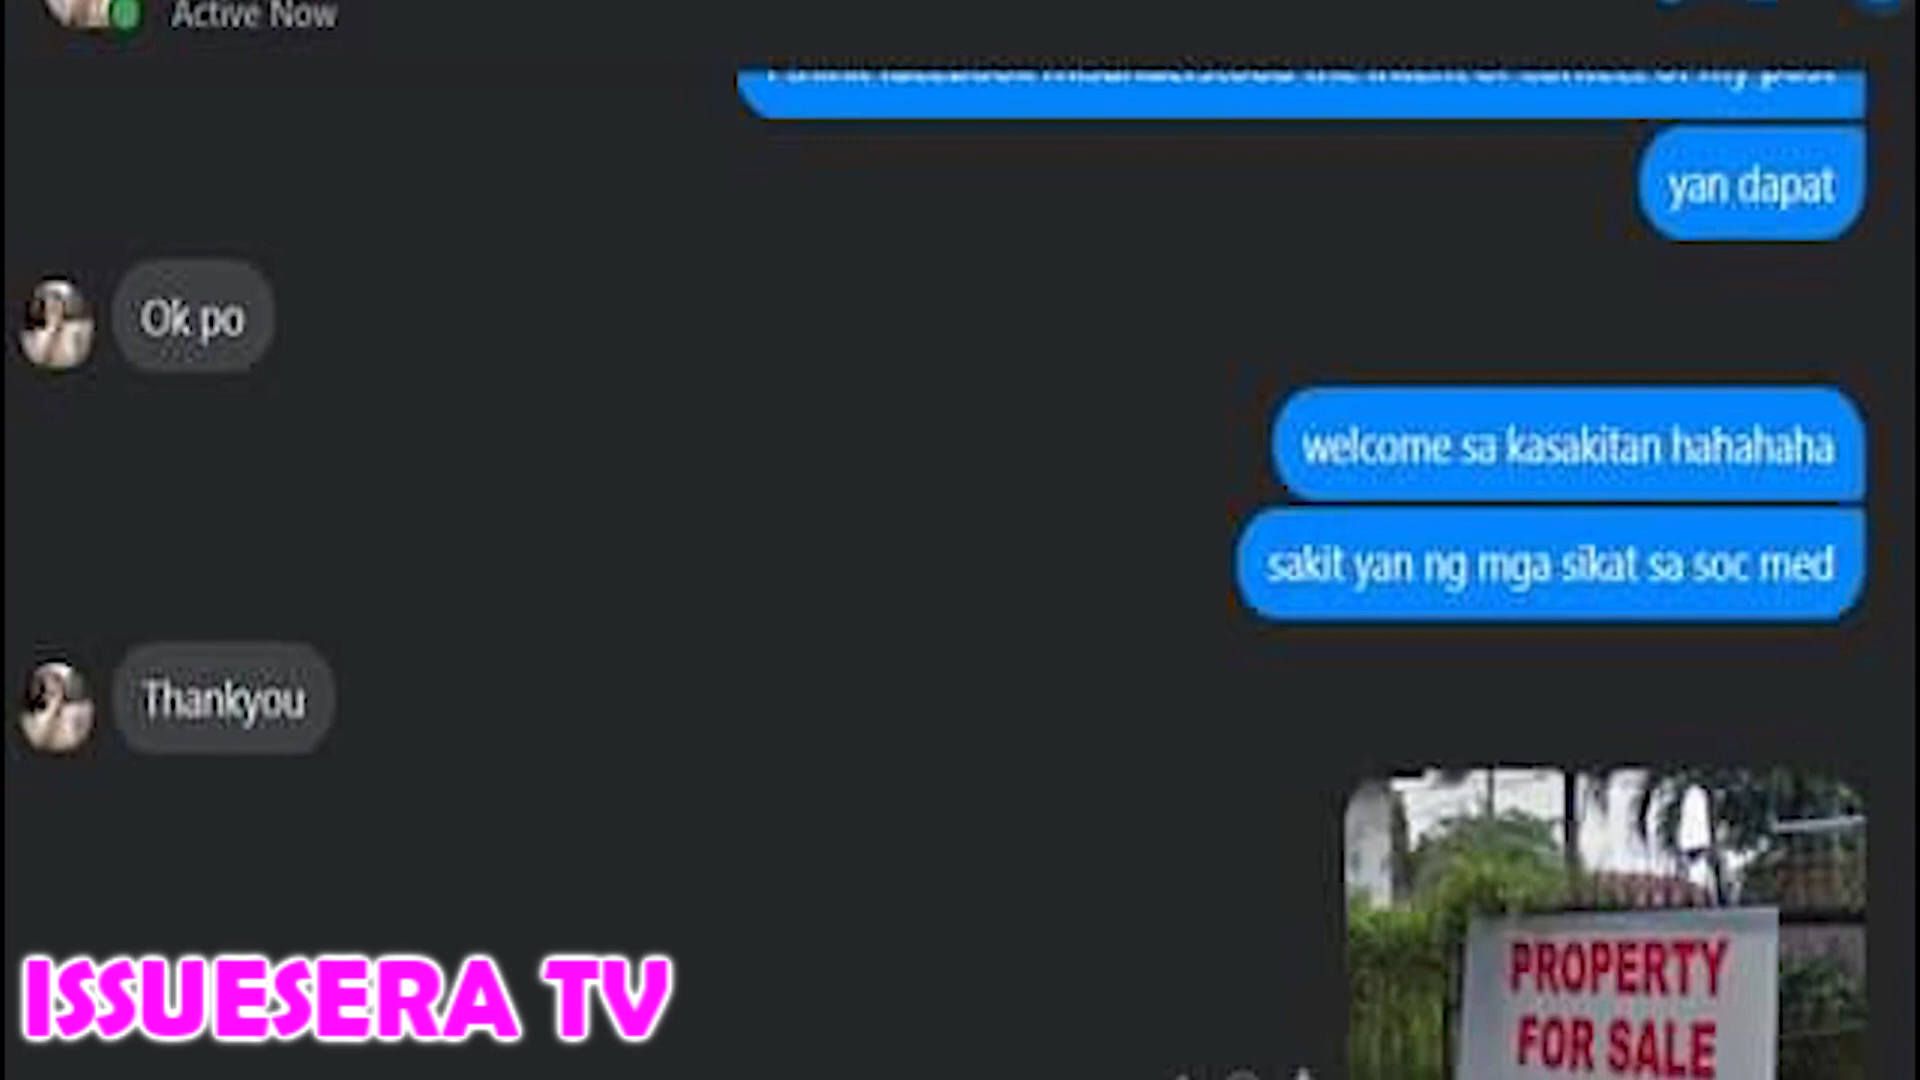 Active Now
yan dapat
Ok po
welcome sa kasakitan hahahaha
sakit yan ng mga sikat sa soc med
Thankyou
PROPERTY
FOR SALE
ISSUESERA TV